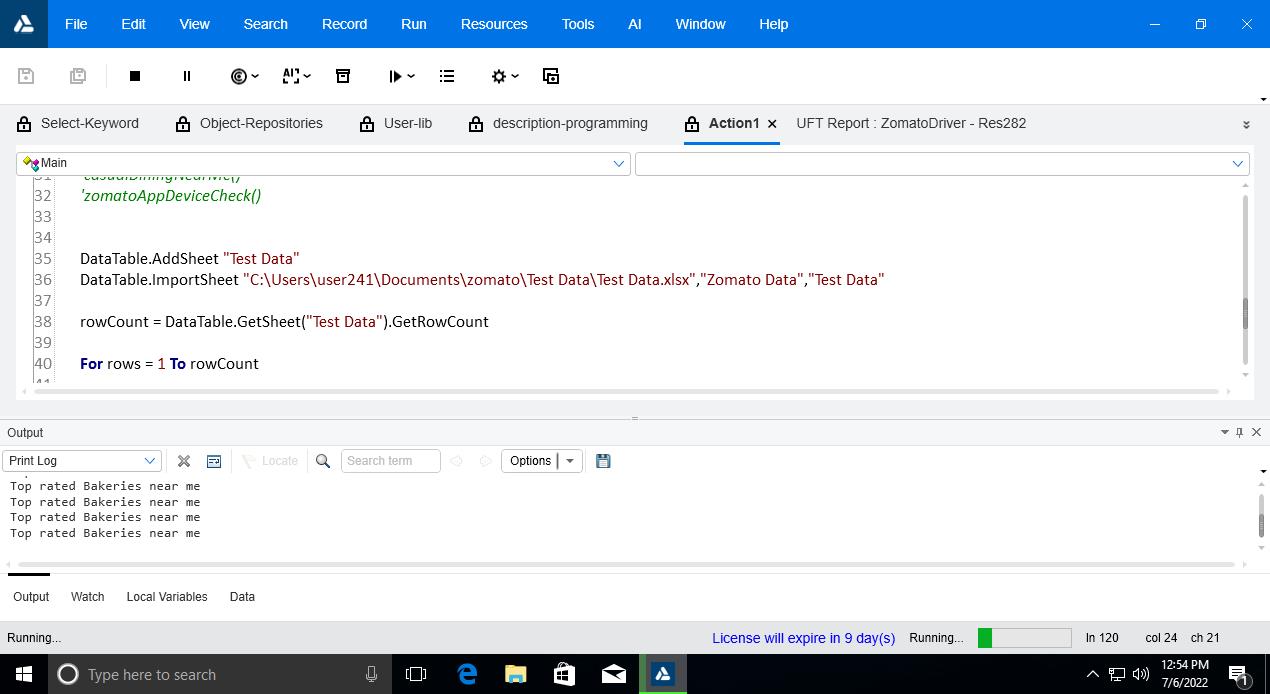 File Edit View Search Record Run Resources Tools AI Window Help
Select-Keyword Object-Repositories User-lib description-programming Action1 UFT Report : ZomatoDriver - Res282
Main
31 'casualDiningNearMe()
32 'zomatoAppDeviceCheck()
33
34
35 DataTable.AddSheet "Test Data"
36 DataTable.ImportSheet "C:\Users\user241\Documents\zomato\Test Data\Test Data.xlsx","Zomato Data","Test Data"
37
38 rowCount = DataTable.GetSheet("Test Data").GetRowCount
39
40 For rows = 1 To rowCount
41
Output
Print Log Locate Search term Options
Top rated Bakeries near me
Top rated Bakeries near me
Top rated Bakeries near me
Top rated Bakeries near me
Output Watch Local Variables Data
Running... License will expire in 9 day(s) Running... ln 120 col 24 ch 21
Type here to search 12:54 PM
7/6/2022 1